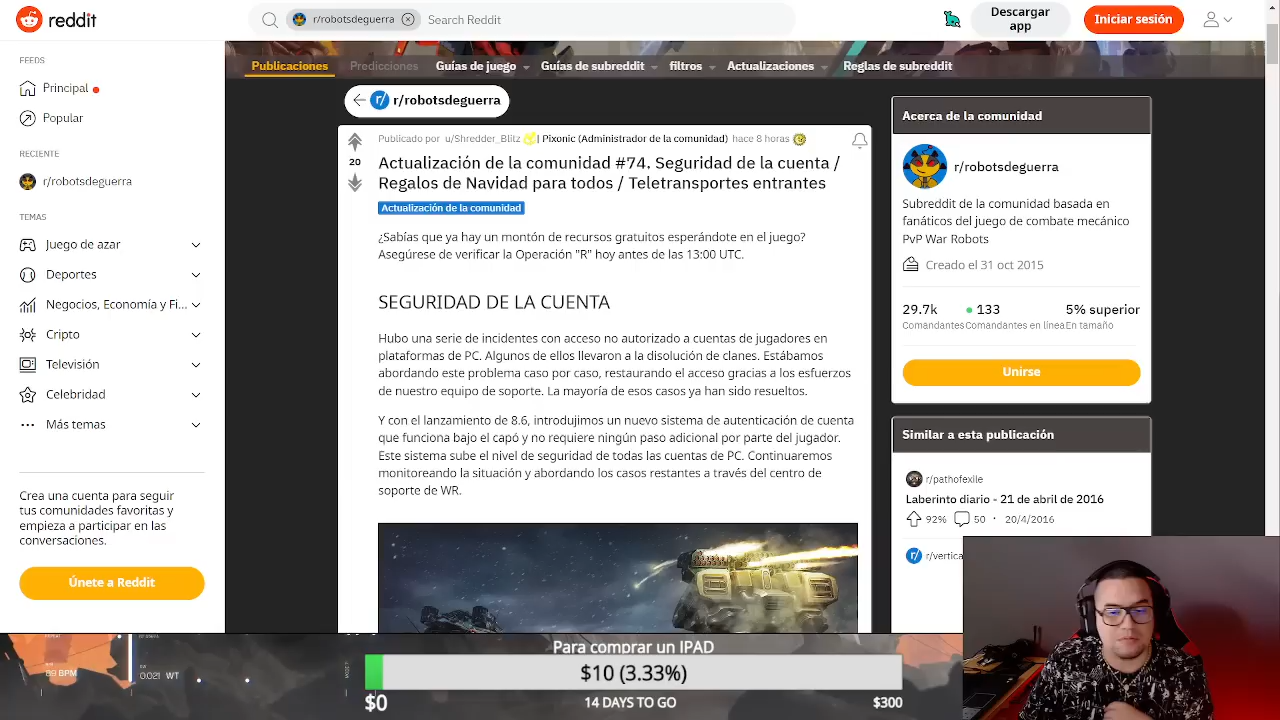 reddit
r/robotsdeguerra
Search Reddit
Descargar
app
Iniciar sesión
FEEDS
Principal
Popular
RECIENTE
r/robotsdeguerra
TEMAS
Juego de azar
Deportes
Negocios, Economía y Fi...
Cripto
Televisión
Celebridad
Más temas
Crea una cuenta para seguir
tus comunidades favoritas y
empieza a participar en las
conversaciones.
Únete a Reddit
Publicaciones
Predicciones
Guías de juego
Guías de subreddit
filtros
Actualizaciones
Reglas de subreddit
r/robotsdeguerra
Publicado por u/Shredder_Blitz | Pixonic (Administrador de la comunidad) hace 8 horas
20
Actualización de la comunidad #74. Seguridad de la cuenta /
Regalos de Navidad para todos / Teletransportes entrantes
Actualización de la comunidad
¿Sabías que ya hay un montón de recursos gratuitos esperándote en el juego?
Asegúrese de verificar la Operación "R" hoy antes de las 13:00 UTC.
SEGURIDAD DE LA CUENTA
Hubo una serie de incidentes con acceso no autorizado a cuentas de jugadores en
plataformas de PC. Algunos de ellos llevaron a la disolución de clanes. Estábamos
abordando este problema caso por caso, restaurando el acceso gracias a los esfuerzos
de nuestro equipo de soporte. La mayoría de esos casos ya han sido resueltos.
Y con el lanzamiento de 8.6, introdujimos un nuevo sistema de autenticación de cuenta
que funciona bajo el capó y no requiere ningún paso adicional por parte del jugador.
Este sistema sube el nivel de seguridad de todas las cuentas de PC. Continuaremos
monitoreando la situación y abordando los casos restantes a través del centro de
soporte de WR.
Acerca de la comunidad
r/robotsdeguerra
Subreddit de la comunidad basada en
fanáticos del juego de combate mecánico
PvP War Robots
Creado el 31 oct 2015
29.7k
133
5% superior
Comandantes
Comandantes en línea
En tamaño
Unirse
Similar a esta publicación
r/pathofexile
Laberinto diario - 21 de abril de 2016
92%
50 · 20/4/2016
r/vertica
89 BPM
0.021 WT
Para comprar un IPAD
$10 (3.33%)
$0
14 DAYS TO GO
$300